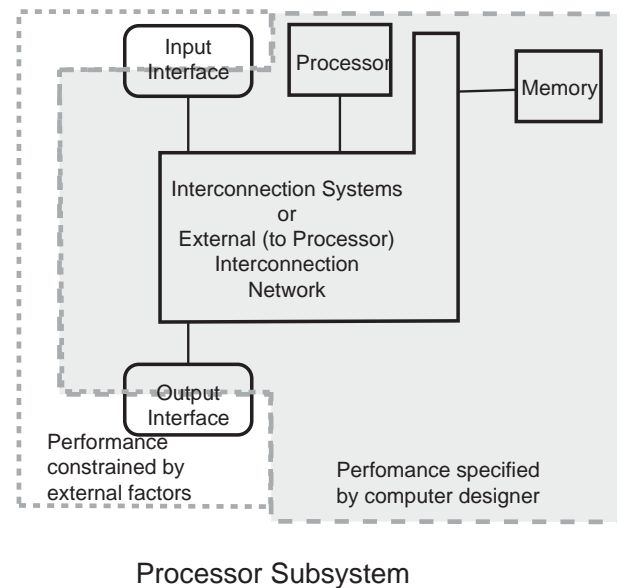 Input
Interface
Processor
Memory
Interconnection Systems
or
External (to Processor)
Interconnection
Network
Output
Interface
Performance
constrained by
external factors
Perfomance specified
by computer designer
Processor Subsystem